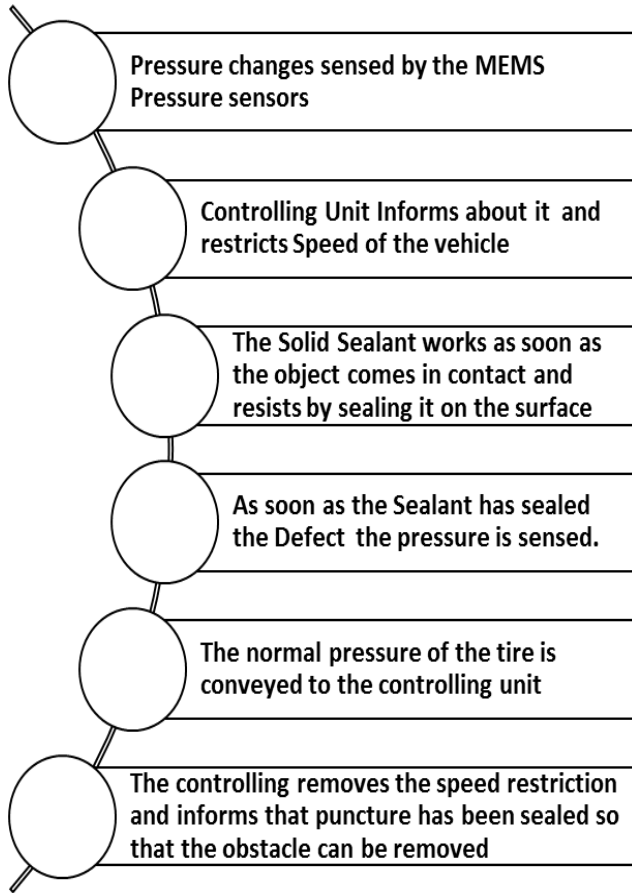 Pressure changes sensed by the MEMS
Pressure sensors
Controlling Unit Informs about it and
restricts Speed of the vehicle
The Solid Sealant works as soon as
the object comes in contact and
resists by sealing it on the surface
As soon as the Sealant has sealed
the Defect the pressure is sensed.
The normal pressure of the tire is
conveyed to the controlling unit
The controlling removes the speed restriction
and informs that puncture has been sealed so
that the obstacle can be removed